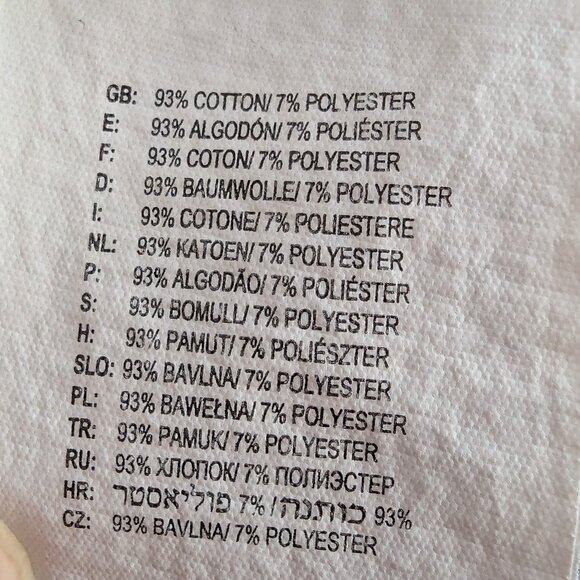 GB: 93% COTTON/ 7% POLYESTER
E: 93% ALGODÓN/ 7% POLIÉSTER
F: 93% COTON/ 7% POLYESTER
D: 93% BAUMWOLLE/ 7% POLYESTER
I: 93% COTONE/ 7% POLIESTERE
NL: 93% KATOEN/ 7% POLYESTER
P: 93% ALGODÃO/ 7% POLIÉSTER
S: 93% BOMULL/ 7% POLYESTER
H: 93% PAMUT/ 7% POLIÉSZTER
SLO: 93% BAVLNA/ 7% POLYESTER
PL: 93% BAWEŁNA/ 7% POLYESTER
TR: 93% PAMUK/ 7% POLYESTER
RU: 93% ХЛОПОК/ 7% ПОЛИЭСТЕР
HR: 93% כותנה/ 7% פוליאסטר
CZ: 93% BAVLNA/ 7% POLYESTER